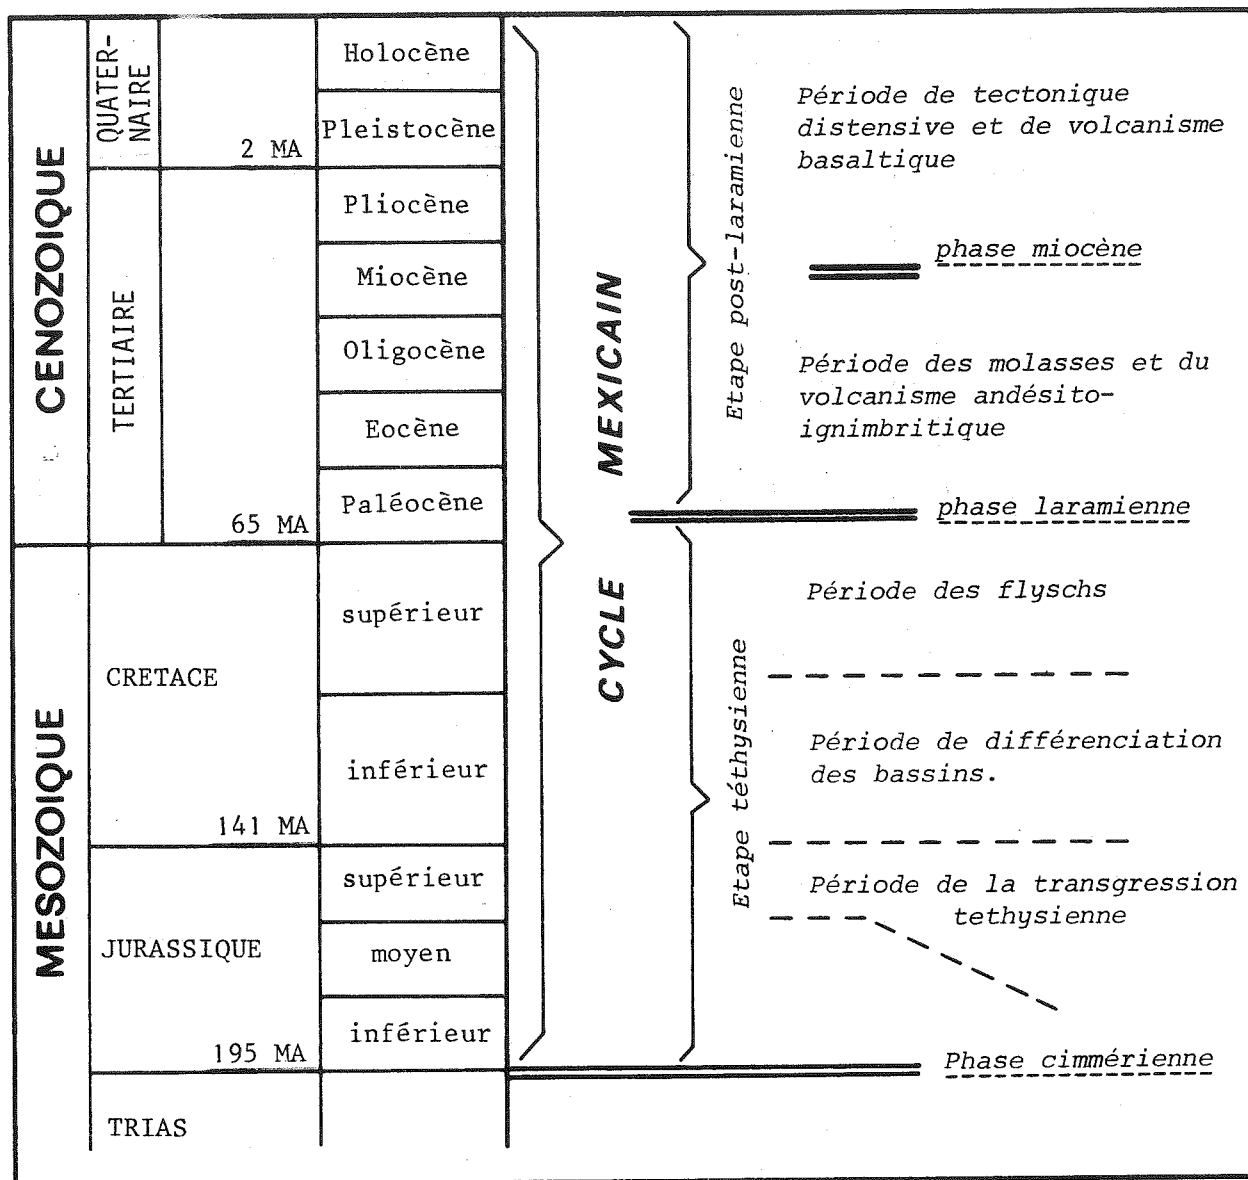 CENOZOIQUE
QUATER-
NAIRE
2 MA
Holocène
Pleistocène
TERTIAIRE
65 MA
Pliocène
Miocène
Oligocène
Eocène
Paléocène
MESOZOIQUE
CRETACE
141 MA
supérieur
inférieur
JURASSIQUE
195 MA
supérieur
moyen
inférieur
TRIAS
CYCLE MEXICAIN
Etape post-laramienne
Période de tectonique
distensive et de volcanisme
basaltique
phase miocène
Période des molasses et du
volcanisme andésito-
ignimbritique
phase laramienne
Etape téthysienne
Période des flyschs
Période de différenciation
des bassins.
Période de la transgression
tethysienne
Phase cimmérienne